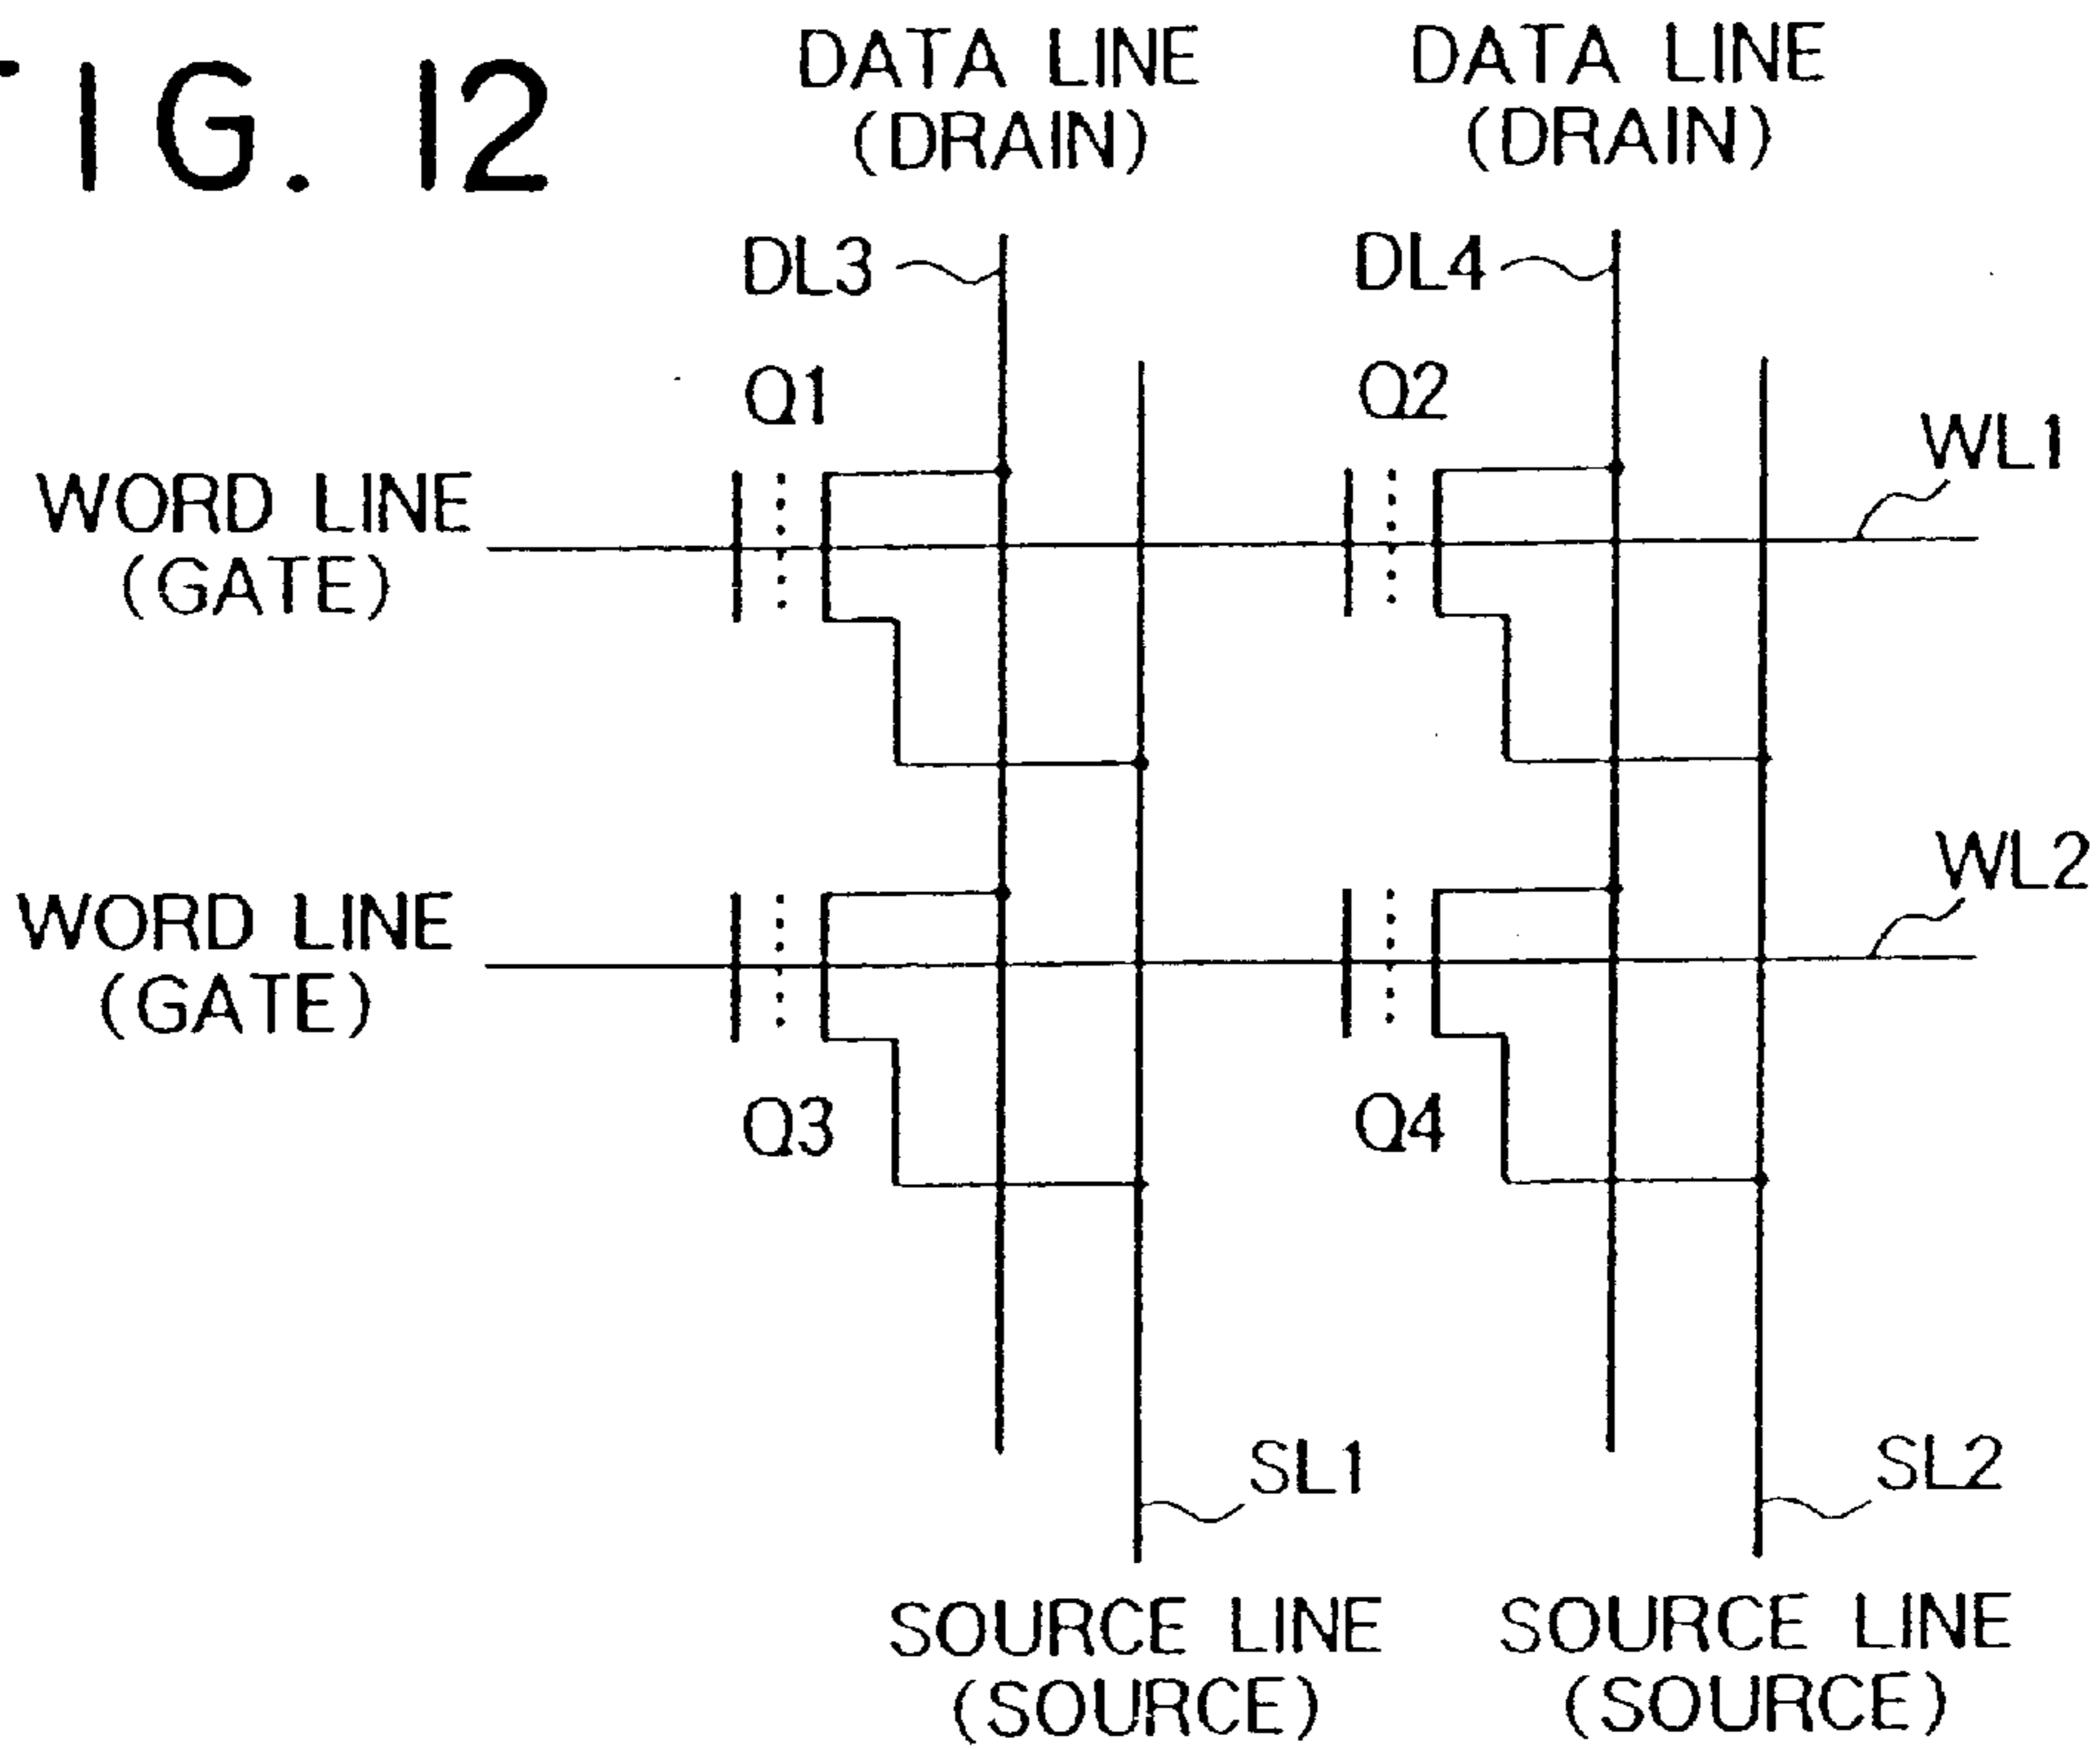 FIG. 12
DATA LINE
(DRAIN)
DATA LINE
(DRAIN)
DL3
DL4
Q1
Q2
WL1
WORD LINE
(GATE)
WL2
WORD LINE
(GATE)
Q3
Q4
SL1
SL2
SOURCE LINE
(SOURCE)
SOURCE LINE
(SOURCE)